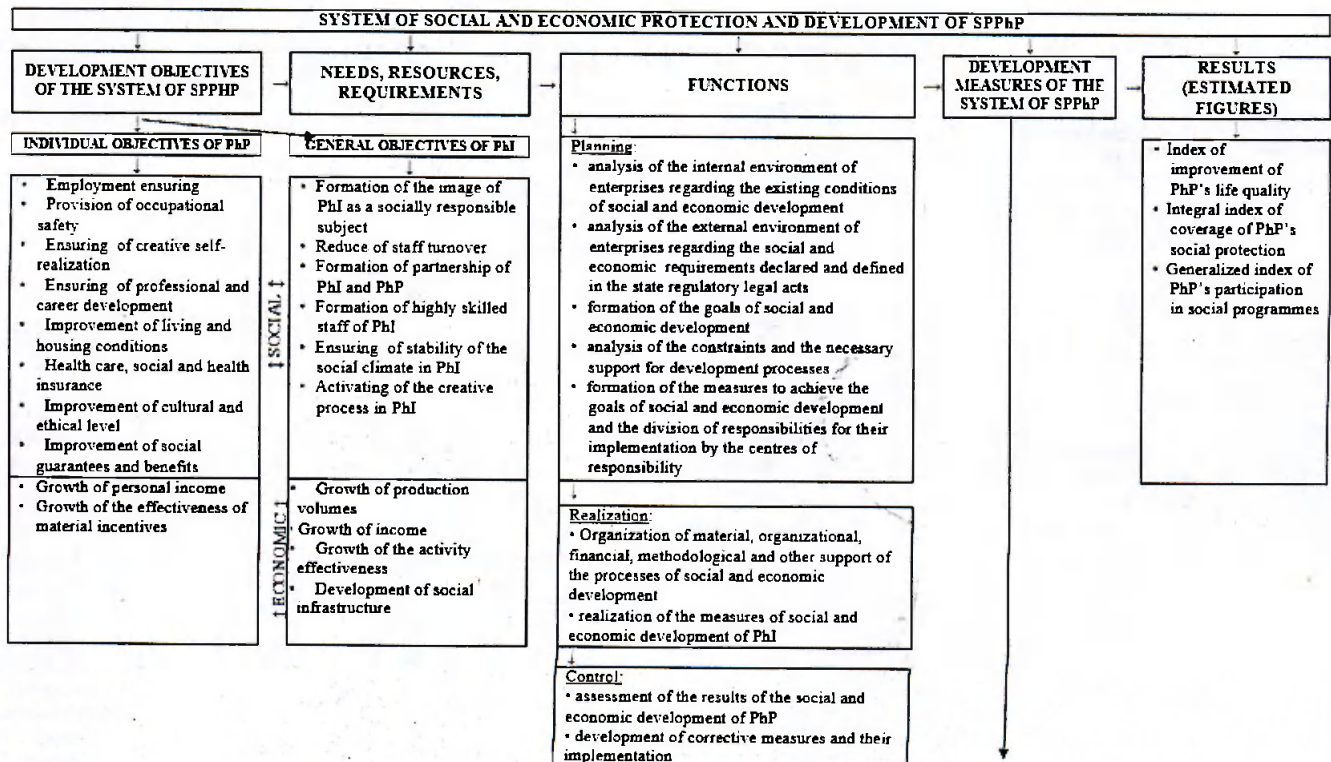 SYSTEM OF SOCIAL AND ECONOMIC PROTECTION AND DEVELOPMENT OF SPPhP
DEVELOPMENT OBJECTIVES
OF THE SYSTEM OF SPPHP
NEEDS, RESOURCES,
REQUIREMENTS
FUNCTIONS
DEVELOPMENT
MEASURES OF THE
SYSTEM OF SPPhP
RESULTS
(ESTIMATED
FIGURES)
INDIVIDUAL OBJECTIVES OF PhP
• Employment ensuring
• Provision of occupational
safety
• Ensuring of creative self-
realization
• Ensuring of professional and
career development
• Improvement of living and
housing conditions
• Health care, social and health
insurance
• Improvement of cultural and
ethical level
• Improvement of social
guarantees and benefits
• Growth of personal income
• Growth of the effectiveness of
material incentives
↕SOCIAL↕
↕ECONOMIC↕
GENERAL OBJECTIVES OF PhI
• Formation of the image of
PhI as a socially responsible
subject
• Reduce of staff turnover
• Formation of partnership of
PhI and PhP
• Formation of highly skilled
staff of PhI
• Ensuring of stability of the
social climate in PhI
• Activating of the creative
process in PhI
• Growth of production
volumes
• Growth of income
• Growth of the activity
effectiveness
• Development of social
infrastructure
Planning:
• analysis of the internal environment of
enterprises regarding the existing conditions
of social and economic development
• analysis of the external environment of
enterprises regarding the social and
economic requirements declared and defined
in the state regulatory legal acts
• formation of the goals of social and
economic development
• analysis of the constraints and the necessary
support for development processes
• formation of the measures to achieve the
goals of social and economic development
and the division of responsibilities for their
implementation by the centres of
responsibility
Realization:
• Organization of material, organizational,
financial, methodological and other support of
the processes of social and economic
development
• realization of the measures of social and
economic development of PhI
Control:
• assessment of the results of the social and
economic development of PhP
• development of corrective measures and their
implementation
• Index of
improvement of
PhP's life quality
• Integral index of
coverage of PhP's
social protection
• Generalized index of
PhP's participation
in social programmes